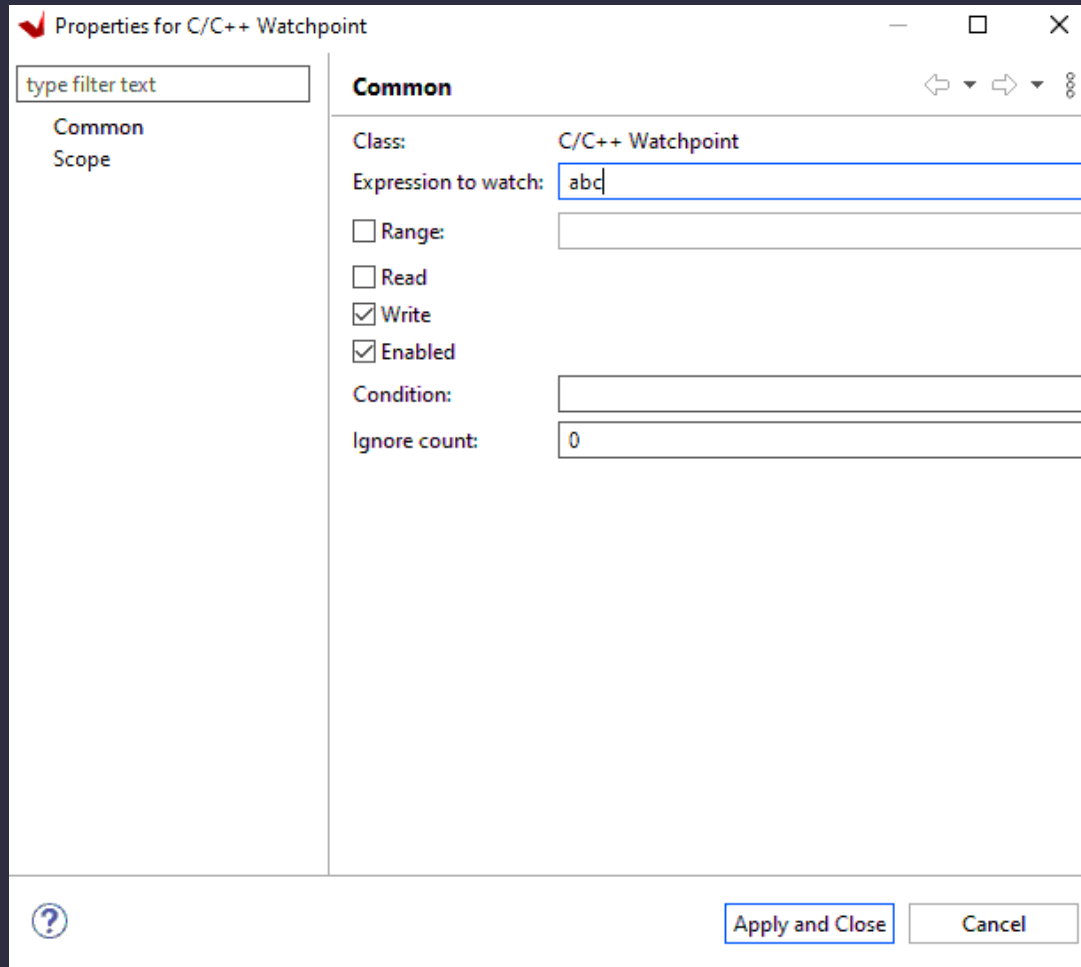 Properties for C/C++ Watchpoint
type filter text
Common
Scope
Common
Class: C/C++ Watchpoint
Expression to watch: abc
Range:
Read
Write
Enabled
Condition:
Ignore count: 0
Apply and Close Cancel